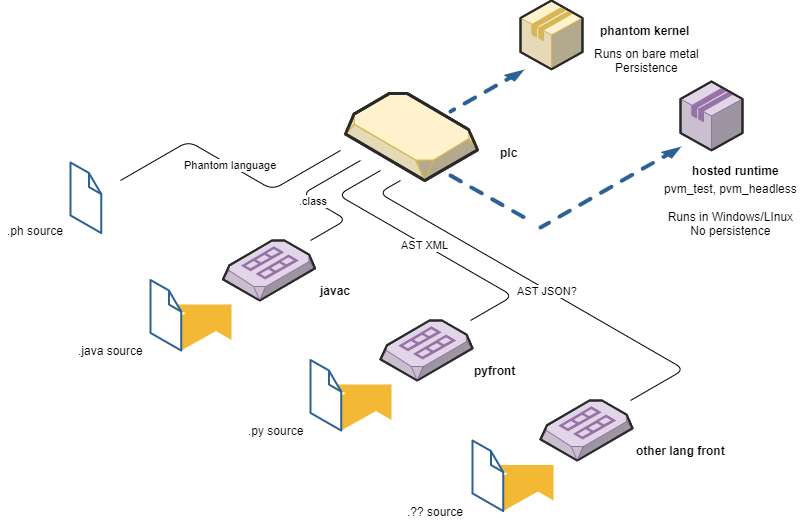 phantom kernel
Runs on bare metal
Persistence
plc
Phantom language
hosted runtime
pvm_test, pvm_headless
Runs in Windows/LInux
No persistence
.class
.ph source
AST XML
javac
AST JSON?
.java source
pyfront
.py source
other lang front
.?? source